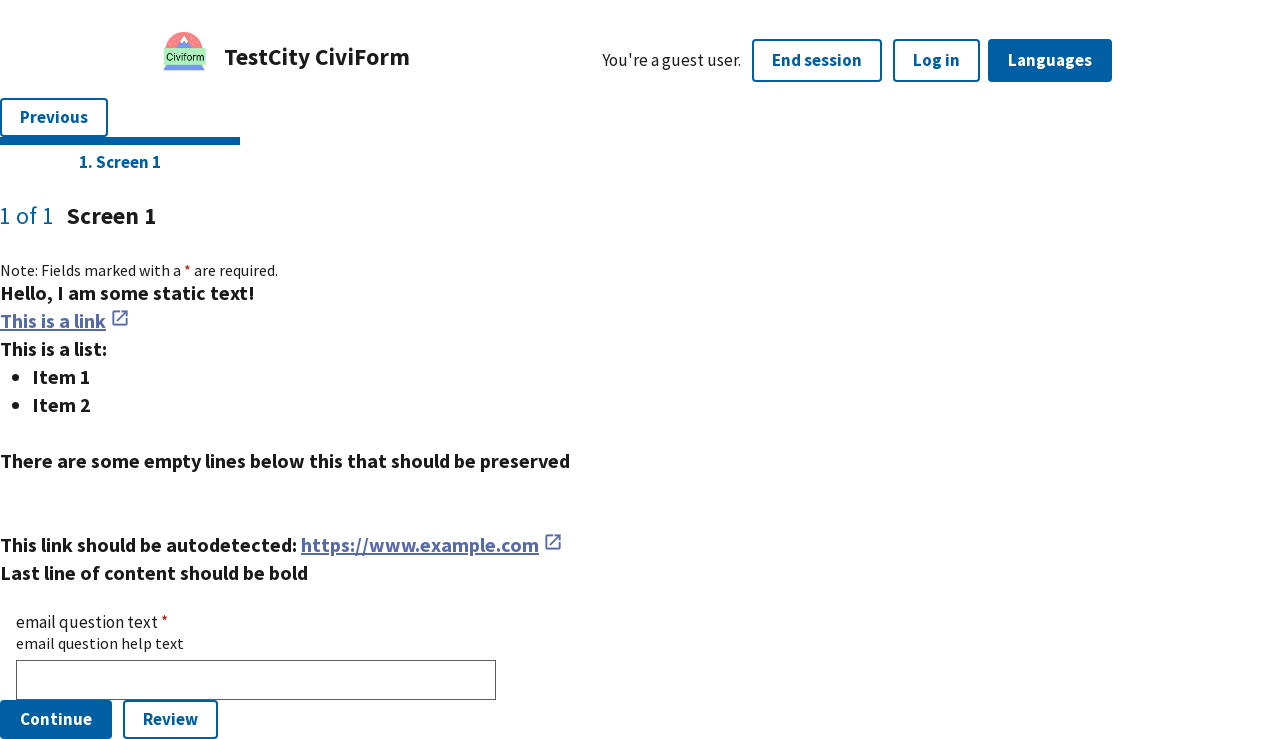 Civiform
TestCity CiviForm
You're a guest user.
End session
Log in
Languages
Previous
1. Screen 1
1 of 1 Screen 1
Note: Fields marked with a * are required.
Hello, I am some static text!
This is a link
This is a list:
• Item 1
• Item 2
There are some empty lines below this that should be preserved
This link should be autodetected: https://www.example.com
Last line of content should be bold
email question text *
email question help text
Continue
Review